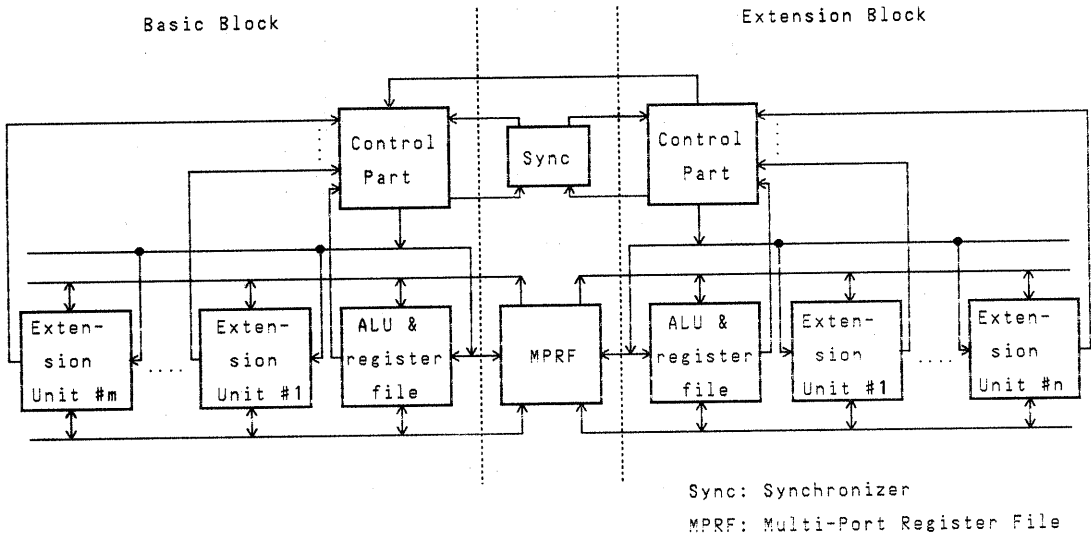 Basic Block
Extension Block
Control
Part
Sync
Control
Part
Exten-
sion
Unit #m
.....
Exten-
sion
Unit #1
ALU &
register
file
MPRF
ALU &
register
file
Exten-
sion
Unit #1
.....
Exten-
sion
Unit #n
Sync: Synchronizer
MPRF: Multi-Port Register File